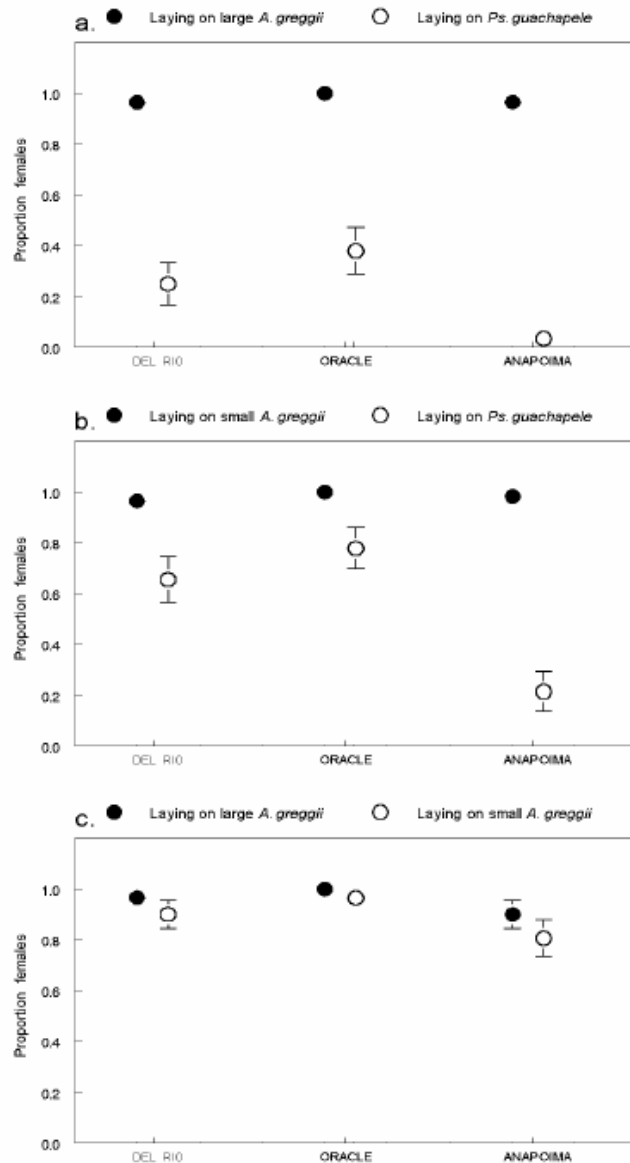 a. ● Laying on large A. greggii ○ Laying on Ps. guachapele
1.0
0.8
0.6
0.4
0.2
0.0
Proportion females
DEL RIO ORACLE ANAPOIMA
b. ● Laying on small A. greggii ○ Laying on Ps. guachapele
1.0
0.8
0.6
0.4
0.2
0.0
Proportion females
DEL RIO ORACLE ANAPOIMA
c. ● Laying on large A. greggii ○ Laying on small A. greggii
1.0
0.8
0.6
0.4
0.2
0.0
Proportion females
DEL RIO ORACLE ANAPOIMA